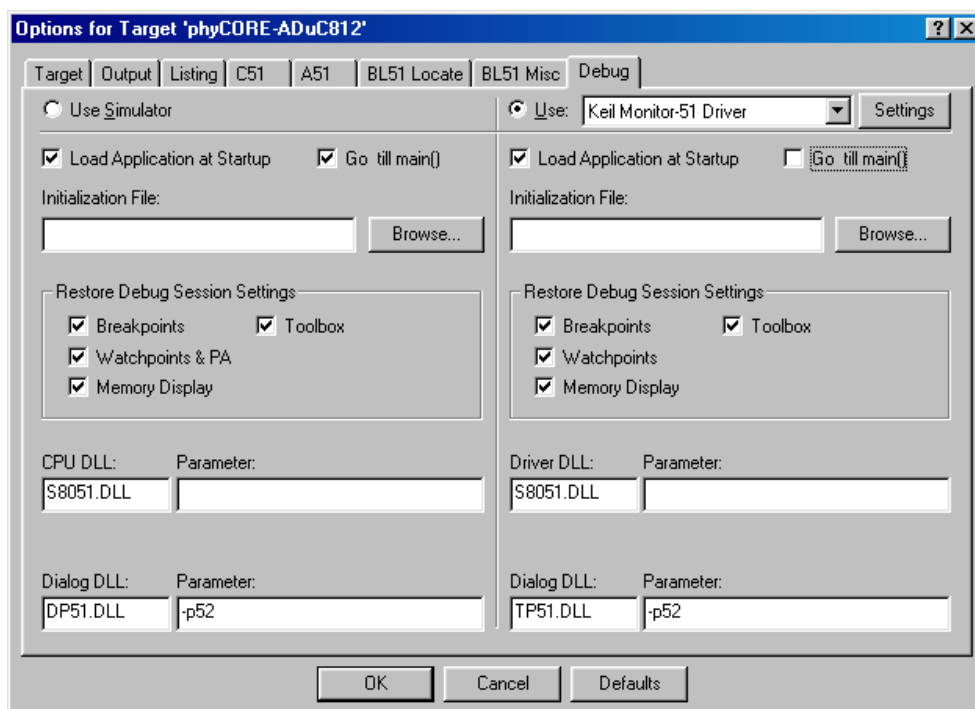 Options for Target 'phyCORE-ADuC812'
Target Output Listing C51 A51 BL51 Locate BL51 Misc Debug
Use Simulator
Use: Keil Monitor-51 Driver Settings
Load Application at Startup Go till main()
Load Application at Startup Go till main()
Initialization File:
Initialization File:
Browse...
Browse...
Restore Debug Session Settings
Breakpoints Toolbox
Watchpoints & PA
Memory Display
Restore Debug Session Settings
Breakpoints Toolbox
Watchpoints
Memory Display
CPU DLL: Parameter:
S8051.DLL
Driver DLL: Parameter:
S8051.DLL
Dialog DLL: Parameter:
DP51.DLL -p52
Dialog DLL: Parameter:
TP51.DLL -p52
OK Cancel Defaults